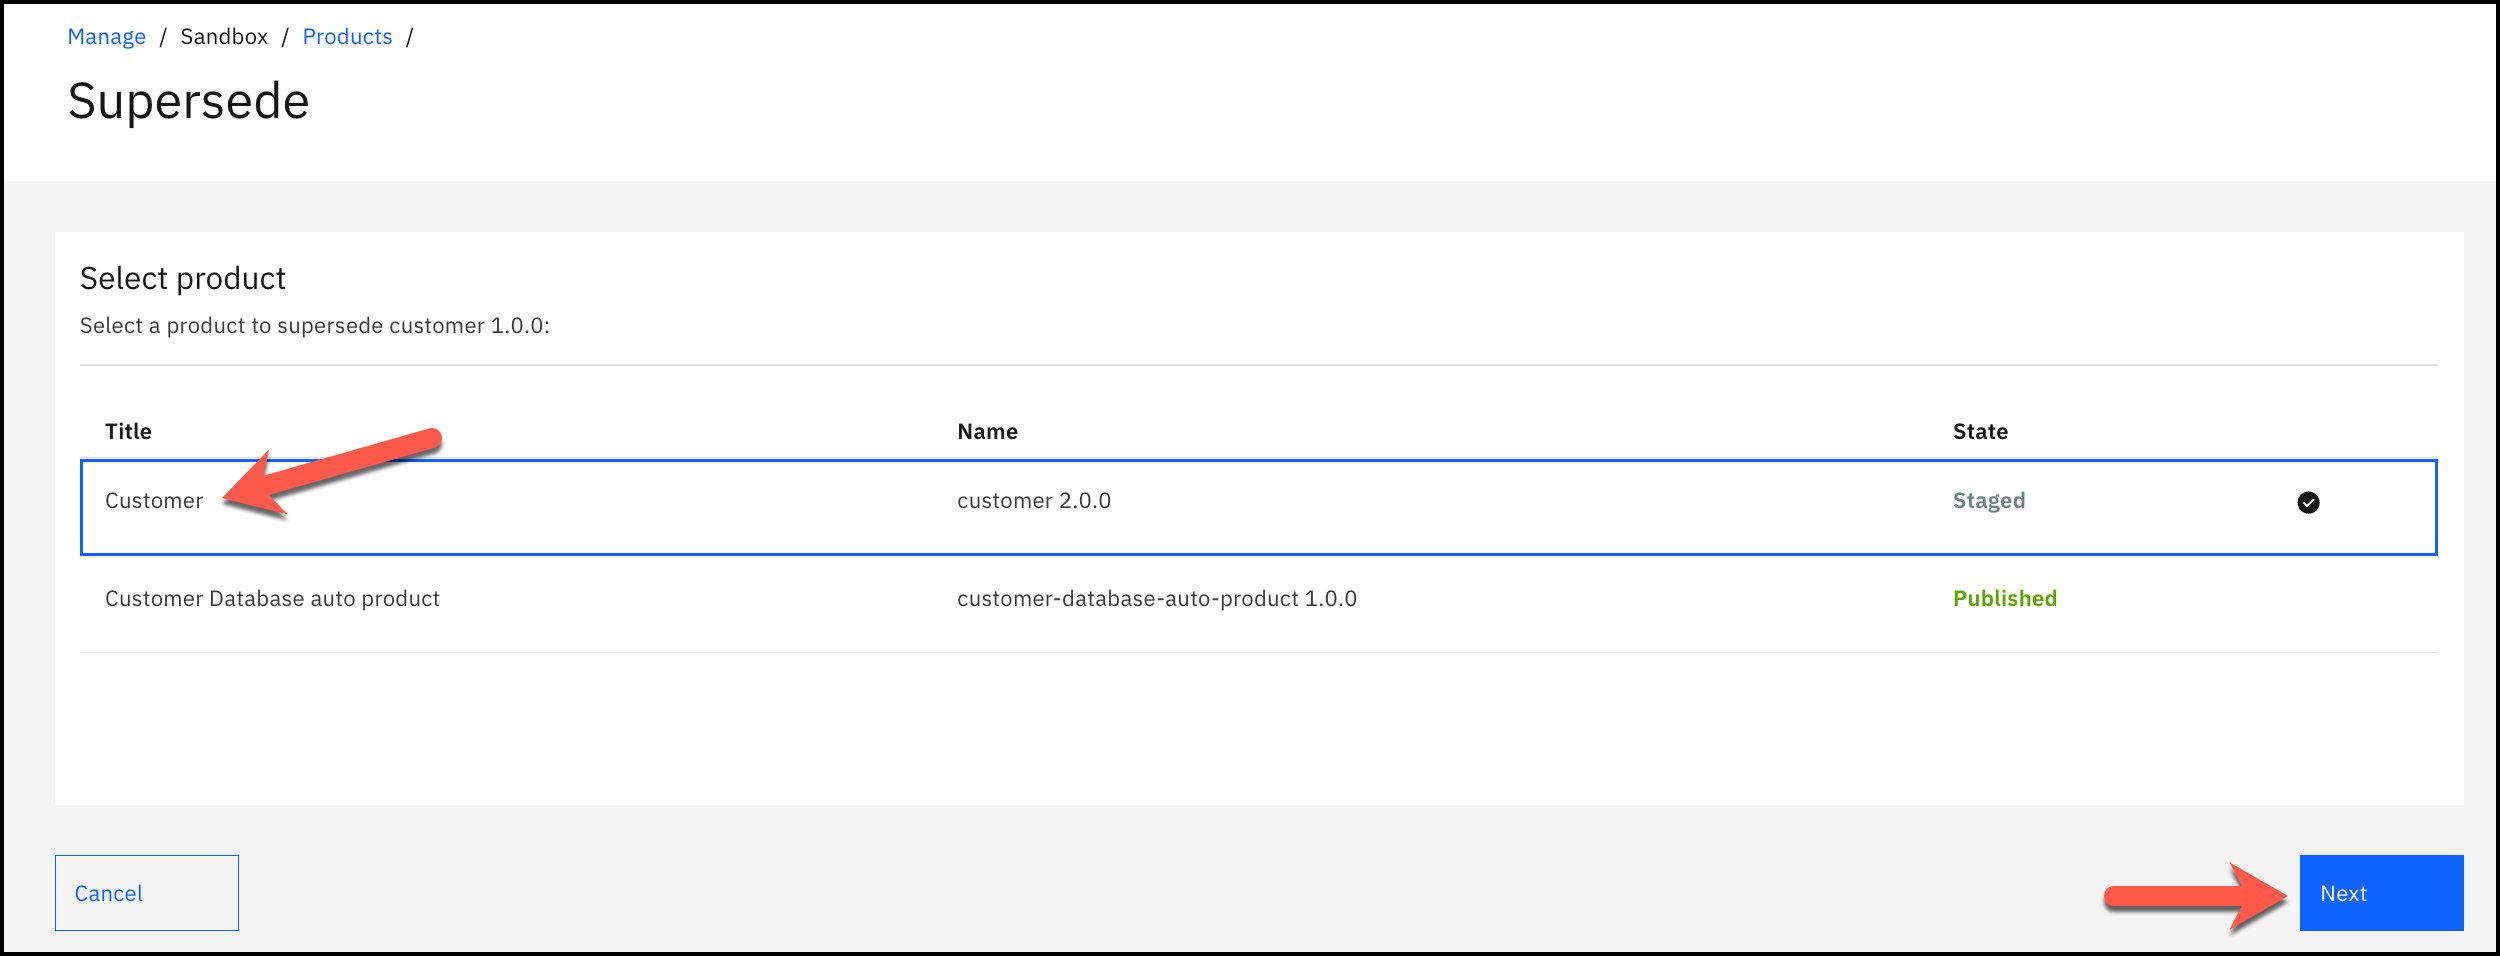 Manage / Sandbox / Products /
Supersede
Select product
Select a product to supersede customer 1.0.0:
Title Name State
Customer customer 2.0.0 Staged
Customer Database auto product customer-database-auto-product 1.0.0 Published
Cancel Next